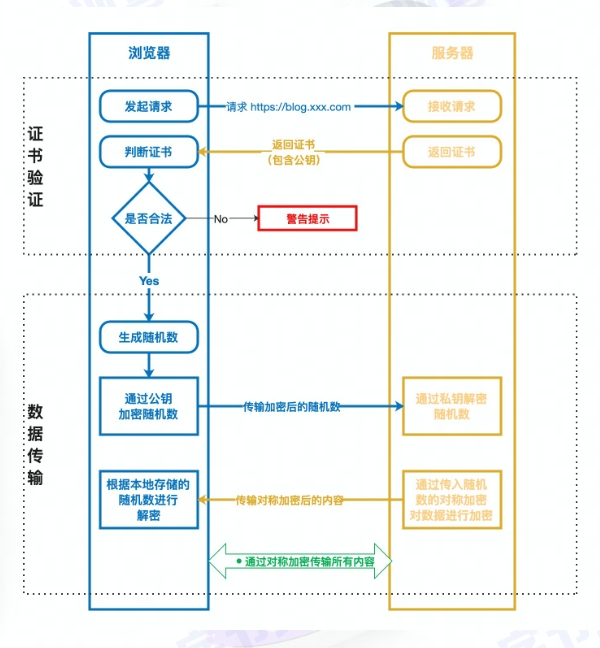 浏览器
服务器
证
书
验
证
发起请求
请求 https://blog.xxx.com
接收请求
判断证书
返回证书
（包含公钥）
返回证书
是否合法
No
警告提示
Yes
数
据
传
输
生成随机数
通过公钥
加密随机数
传输加密后的随机数
通过私钥解密
随机数
根据本地存储的
随机数进行
解密
传输对称加密后的内容
通过传入随机
数的对称加密
对数据进行加密
• 通过对称加密传输所有内容